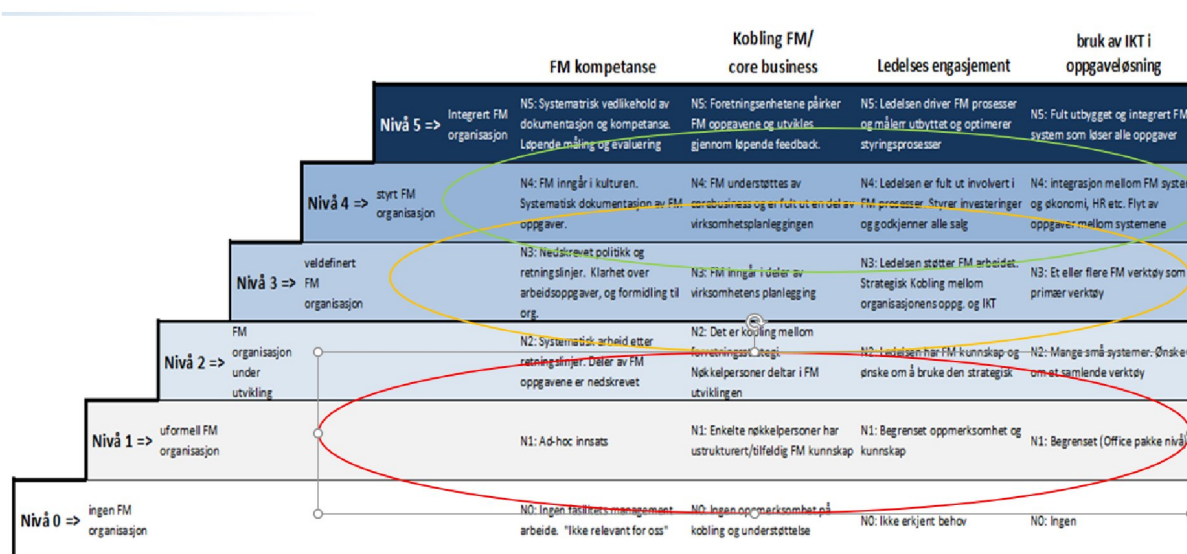 Kobling FM/
core business
bruk av IKT i
oppgaveløsning
FM kompetanse
Ledelses engasjement
Nivå 5 =>
Integrert FM
organisasjon
N5: Systematrisk vedlikehold av
dokumentasjon og kompetanse.
Løpende måling og evaluering
N5: Foretningsenhetene påirker
FM oppgavene og utvikles
gjennom løpende feedback.
N5: Ledelsen driver FM prosesser
og målerr utbyttet og optimerer
styringsprosesser
N5: Fult utbygget og integrert FM
system som løser alle oppgaver
Nivå 4 =>
styrt FM
organisasjon
N4: FM inngår i kulturen.
Systematisk dokumentasjon av FM
oppgaver.
N4: FM understøttes av
corebusiness og er fult ut en del av
virksomhetsplanleggingen
N4: Ledelsen er fult ut involvert i
FM prosesser. Styrer investeringer
og godkjenner alle salg
N4: integrasjon mellom FM system
og økonomi, HR etc. Flyt av
oppgaver mellom systemene
Nivå 3 =>
veldefinert
FM
organisasjon
N3: Nedskrevet politikk og
retningslinjer. Klarhet over
arbeidsoppgaver, og formidling til
org.
N3: FM inngår i deler av
virksomhetens planlegging
N3: Ledelsen støtter FM arbeidet.
Strategisk Kobling mellom
organisasjonens oppg. og IKT
N3: Et eller flere FM verktøy som
primær verktøy
Nivå 2 =>
FM
organisasjon
under
utvikling
N2: Systematisk arbeid etter
retningslinjer. Deler av FM
oppgavene er nedskrevet
N2: Det er kobling mellom
forretningsstrategi
Nøkkelpersoner deltar i FM
utviklingen
N2: Ledelsen har FM kunnskap og
ønske om å bruke den strategisk
N2: Mange små systemer. Ønske
om et samlende verktøy
Nivå 1 =>
uformell FM
organisasjon
N1: Ad-hoc innsats
N1: Enkelte nøkkelpersoner har
ustrukturert/tilfeldig FM kunnskap
N1: Begrenset oppmerksomhet og
kunnskap
N1: Begrenset (Office pakke nivå)
Nivå 0 =>
ingen FM
organisasjon
N0: Ingen fasilitets management
arbeide. "Ikke relevant for oss"
N0: Ingen oppmerksomhet på
kobling og understøttelse
N0: Ikke erkjent behov
N0: Ingen